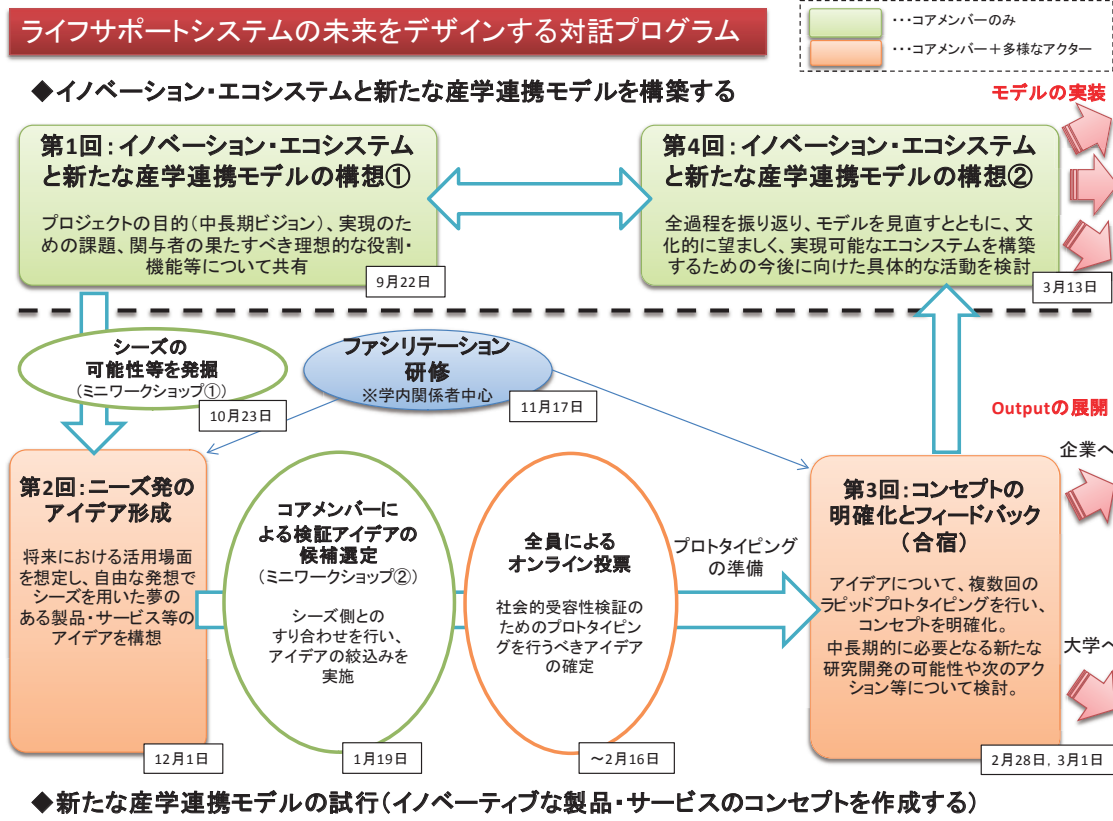 ライフサポートシステムの未来をデザインする対話プログラム
・・・コアメンバーのみ
・・・コアメンバー＋多様なアクター
◆イノベーション・エコシステムと新たな産学連携モデルを構築する
モデルの実装
第1回：イノベーション・エコシステム
と新たな産学連携モデルの構想①
プロジェクトの目的（中長期ビジョン）、実現のた
めの課題、関与者の果たすべき理想的な役割・
機能等について共有
9月22日
第4回：イノベーション・エコシステム
と新たな産学連携モデルの構想②
全過程を振り返り、モデルを見直すとともに、文
化的に望ましく、実現可能なエコシステムを構築
するための今後に向けた具体的な活動を検討
3月13日
シーズの
可能性等を発掘
（ミニワークショップ①）
10月23日
ファシリテーション
研修
※学内関係者中心
11月17日
Outputの展開
企業へ
大学へ
第2回：ニーズ発の
アイデア形成
将来における活用場面
を想定し、自由な発想で
シーズを用いた夢の
ある製品・サービス等の
アイデアを構想
12月1日
コアメンバーに
よる検証アイデアの
候補選定
（ミニワークショップ②）
シーズ側との
すり合わせを行い、
アイデアの絞込みを
実施
1月19日
全員による
オンライン投票
社会的受容性検証の
ためのプロトタイピン
グを行うべきアイデア
の確定
～2月16日
プロトタイピング
の準備
第3回：コンセプトの
明確化とフィードバック
（合宿）
アイデアについて、複数回の
ラピッドプロトタイピングを行い、
コンセプトを明確化。
中長期的に必要となる新たな
研究開発の可能性や次のアク
ション等について検討。
2月28日，3月1日
◆新たな産学連携モデルの試行（イノベーティブな製品・サービスのコンセプトを作成する）